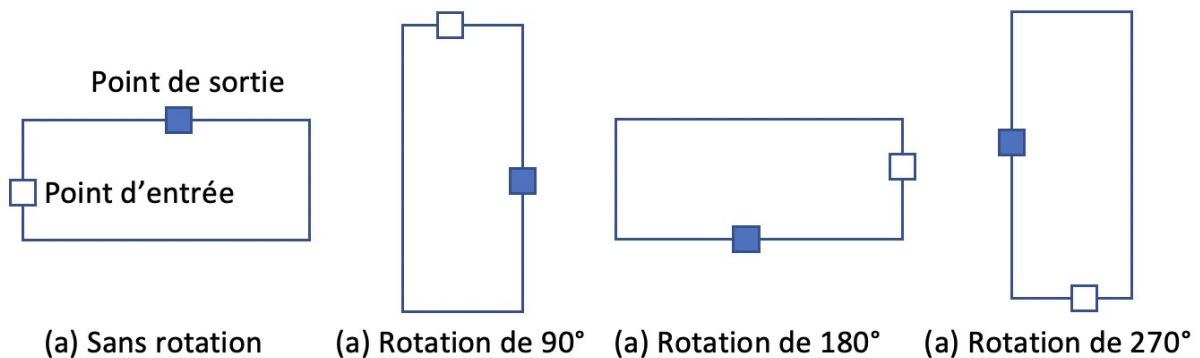 Point de sortie
Point d'entrée
(a) Sans rotation
(a) Rotation de 90°
(a) Rotation de 180°
(a) Rotation de 270°